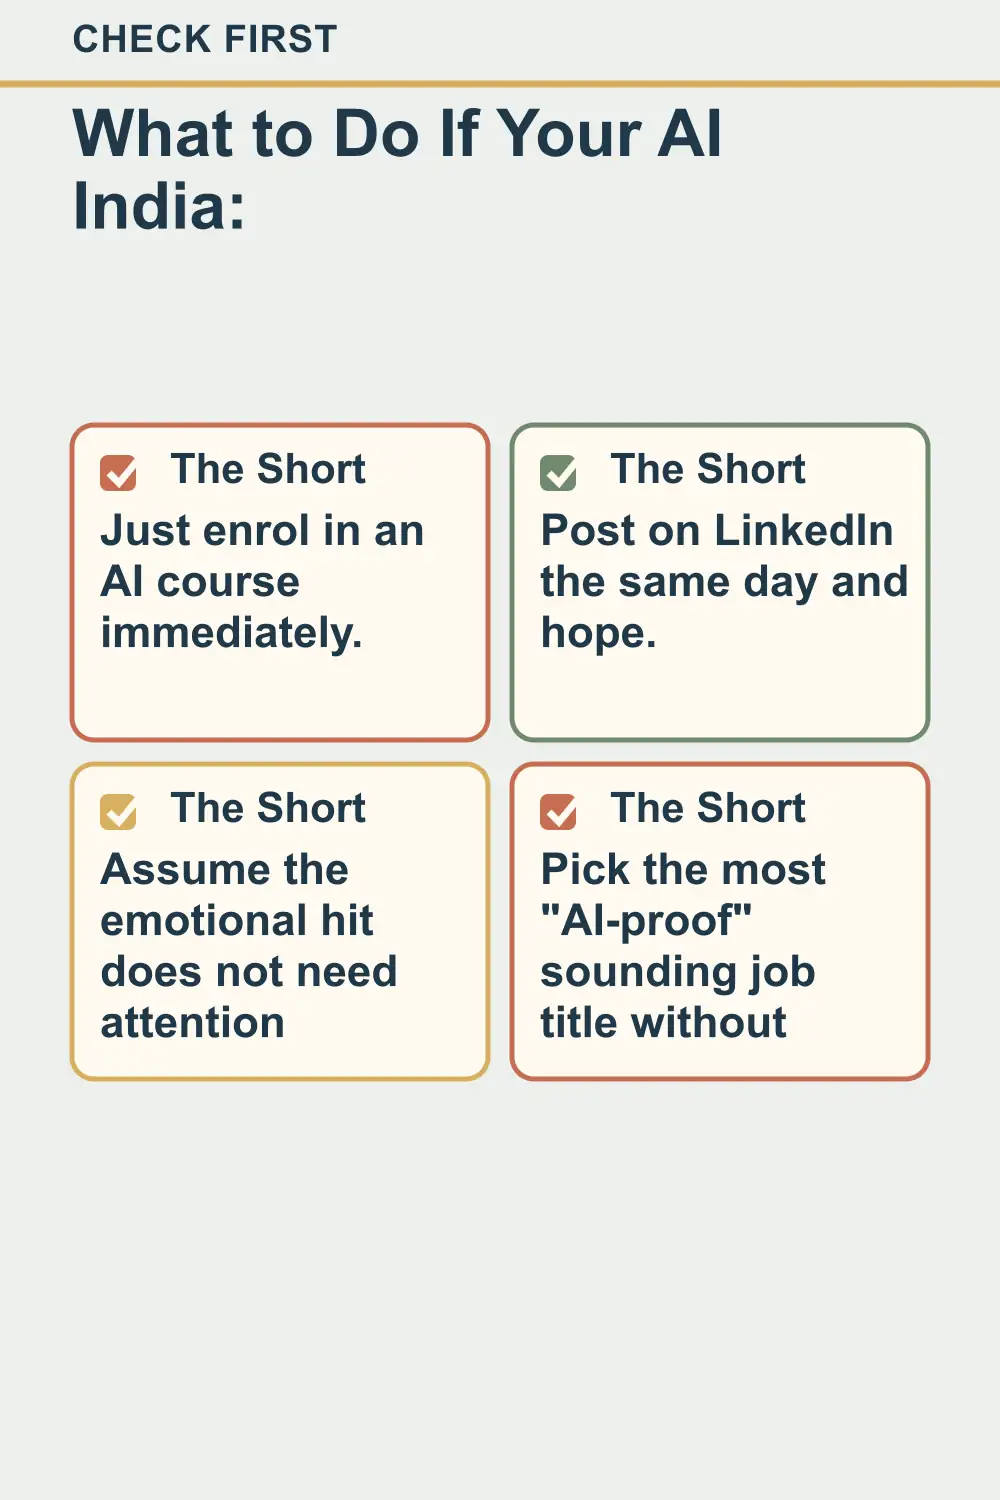 CHECK FIRST
What to Do If Your AI
India:
The Short
Just enrol in an
AI course
immediately.
The Short
Post on LinkedIn
the same day and
hope.
The Short
Assume the
emotional hit
does not need
attention
The Short
Pick the most
"AI-proof"
sounding job
title without